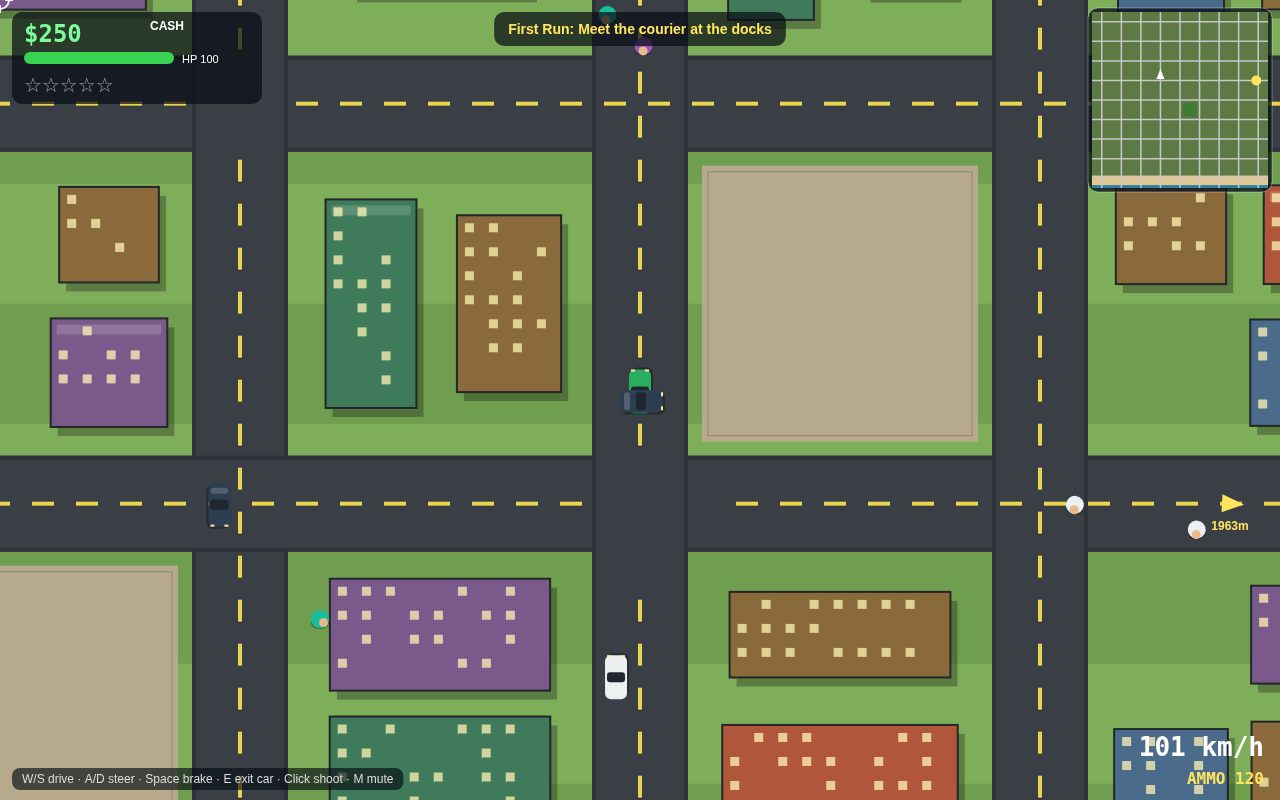 $250
CASH
HP 100
☆☆☆☆☆
First Run: Meet the courier at the docks
1963m
101 km/h
AMMO 120
W/S drive · A/D steer · Space brake · E exit car · Click shoot · M mute